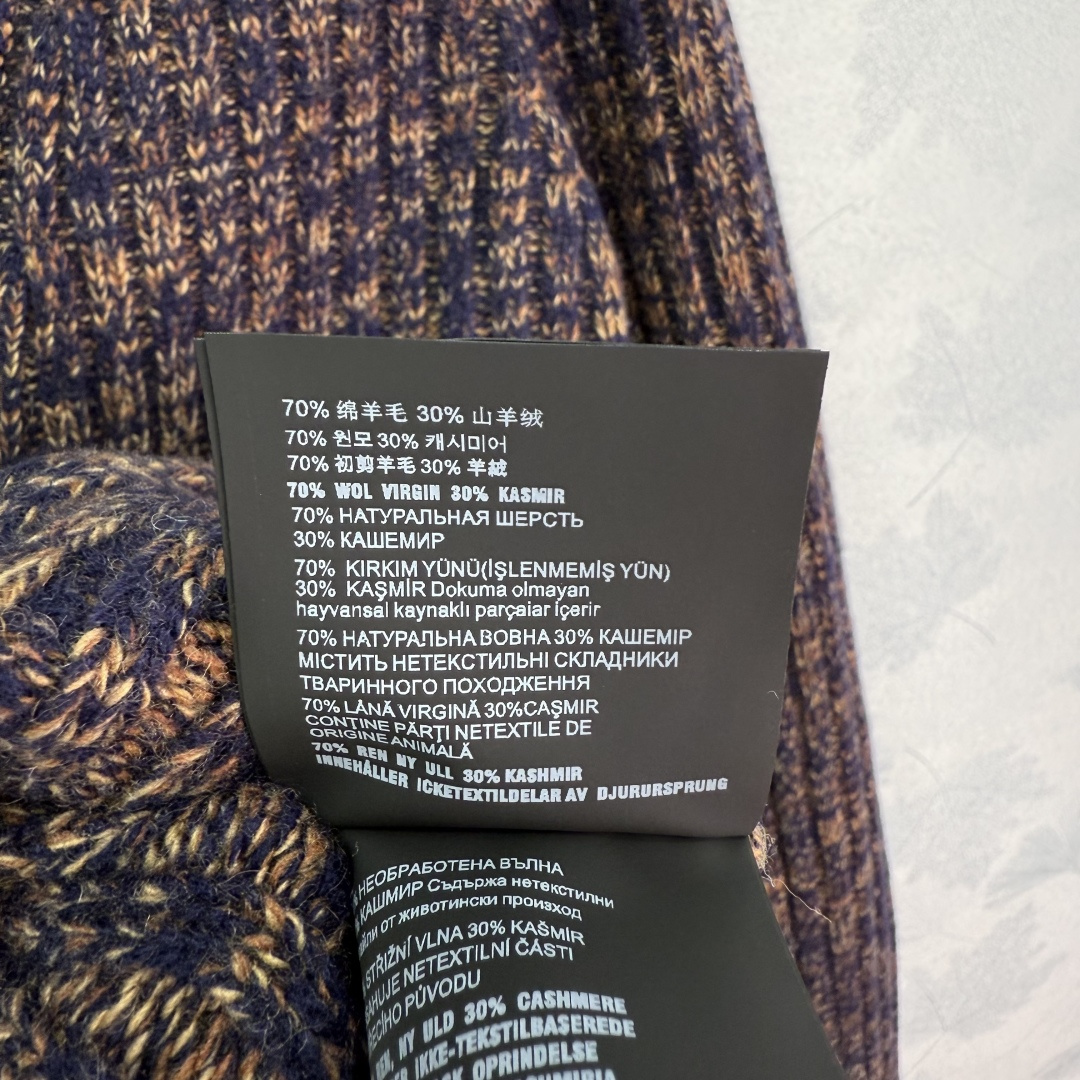 70% 绵羊毛 30% 山羊绒
70% 원모 30% 캐시미어
70% 初剪羊毛 30% 羊絨
70% WOL VIRGIN 30% KASMIR
70% НАТУРАЛЬНАЯ ШЕРСТЬ
30% КАШЕМИР
70% KIRKIM YÜNÜ(İŞLENMEMİŞ YÜN)
30% KAŞMİR Dokuma olmayan
hayvansal kaynaklı parçaiar içerir
70% НАТУРАЛЬНА ВОВНА 30% КАШЕМІР
МІСТИТЬ НЕТЕКСТИЛЬНІ СКЛАДНИКИ
ТВАРИННОГО ПОХОДЖЕННЯ
70% LÂNĂ VIRGINĂ 30%CAŞMIR
CONŢINE PĂRŢI NETEXTILE DE
ORIGINE ANIMALĂ
70% REN NY ULL 30% KASHMIR
INNEHÅLLER ICKETEXTILDELAR AV DJURURSPRUNG
НЕОБРАБОТЕНА ВЪЛНА
КАШМИР Съдържа нетекстилни
от животински произход
STŘIŽNÍ VLNA 30% KAŠMÍR
NETEXTILNÍ ČÁSTI
PŮVODU
NY ULD 30% CASHMERE
IKKE-TEKSTILBASEREDE
OPRINDELSE